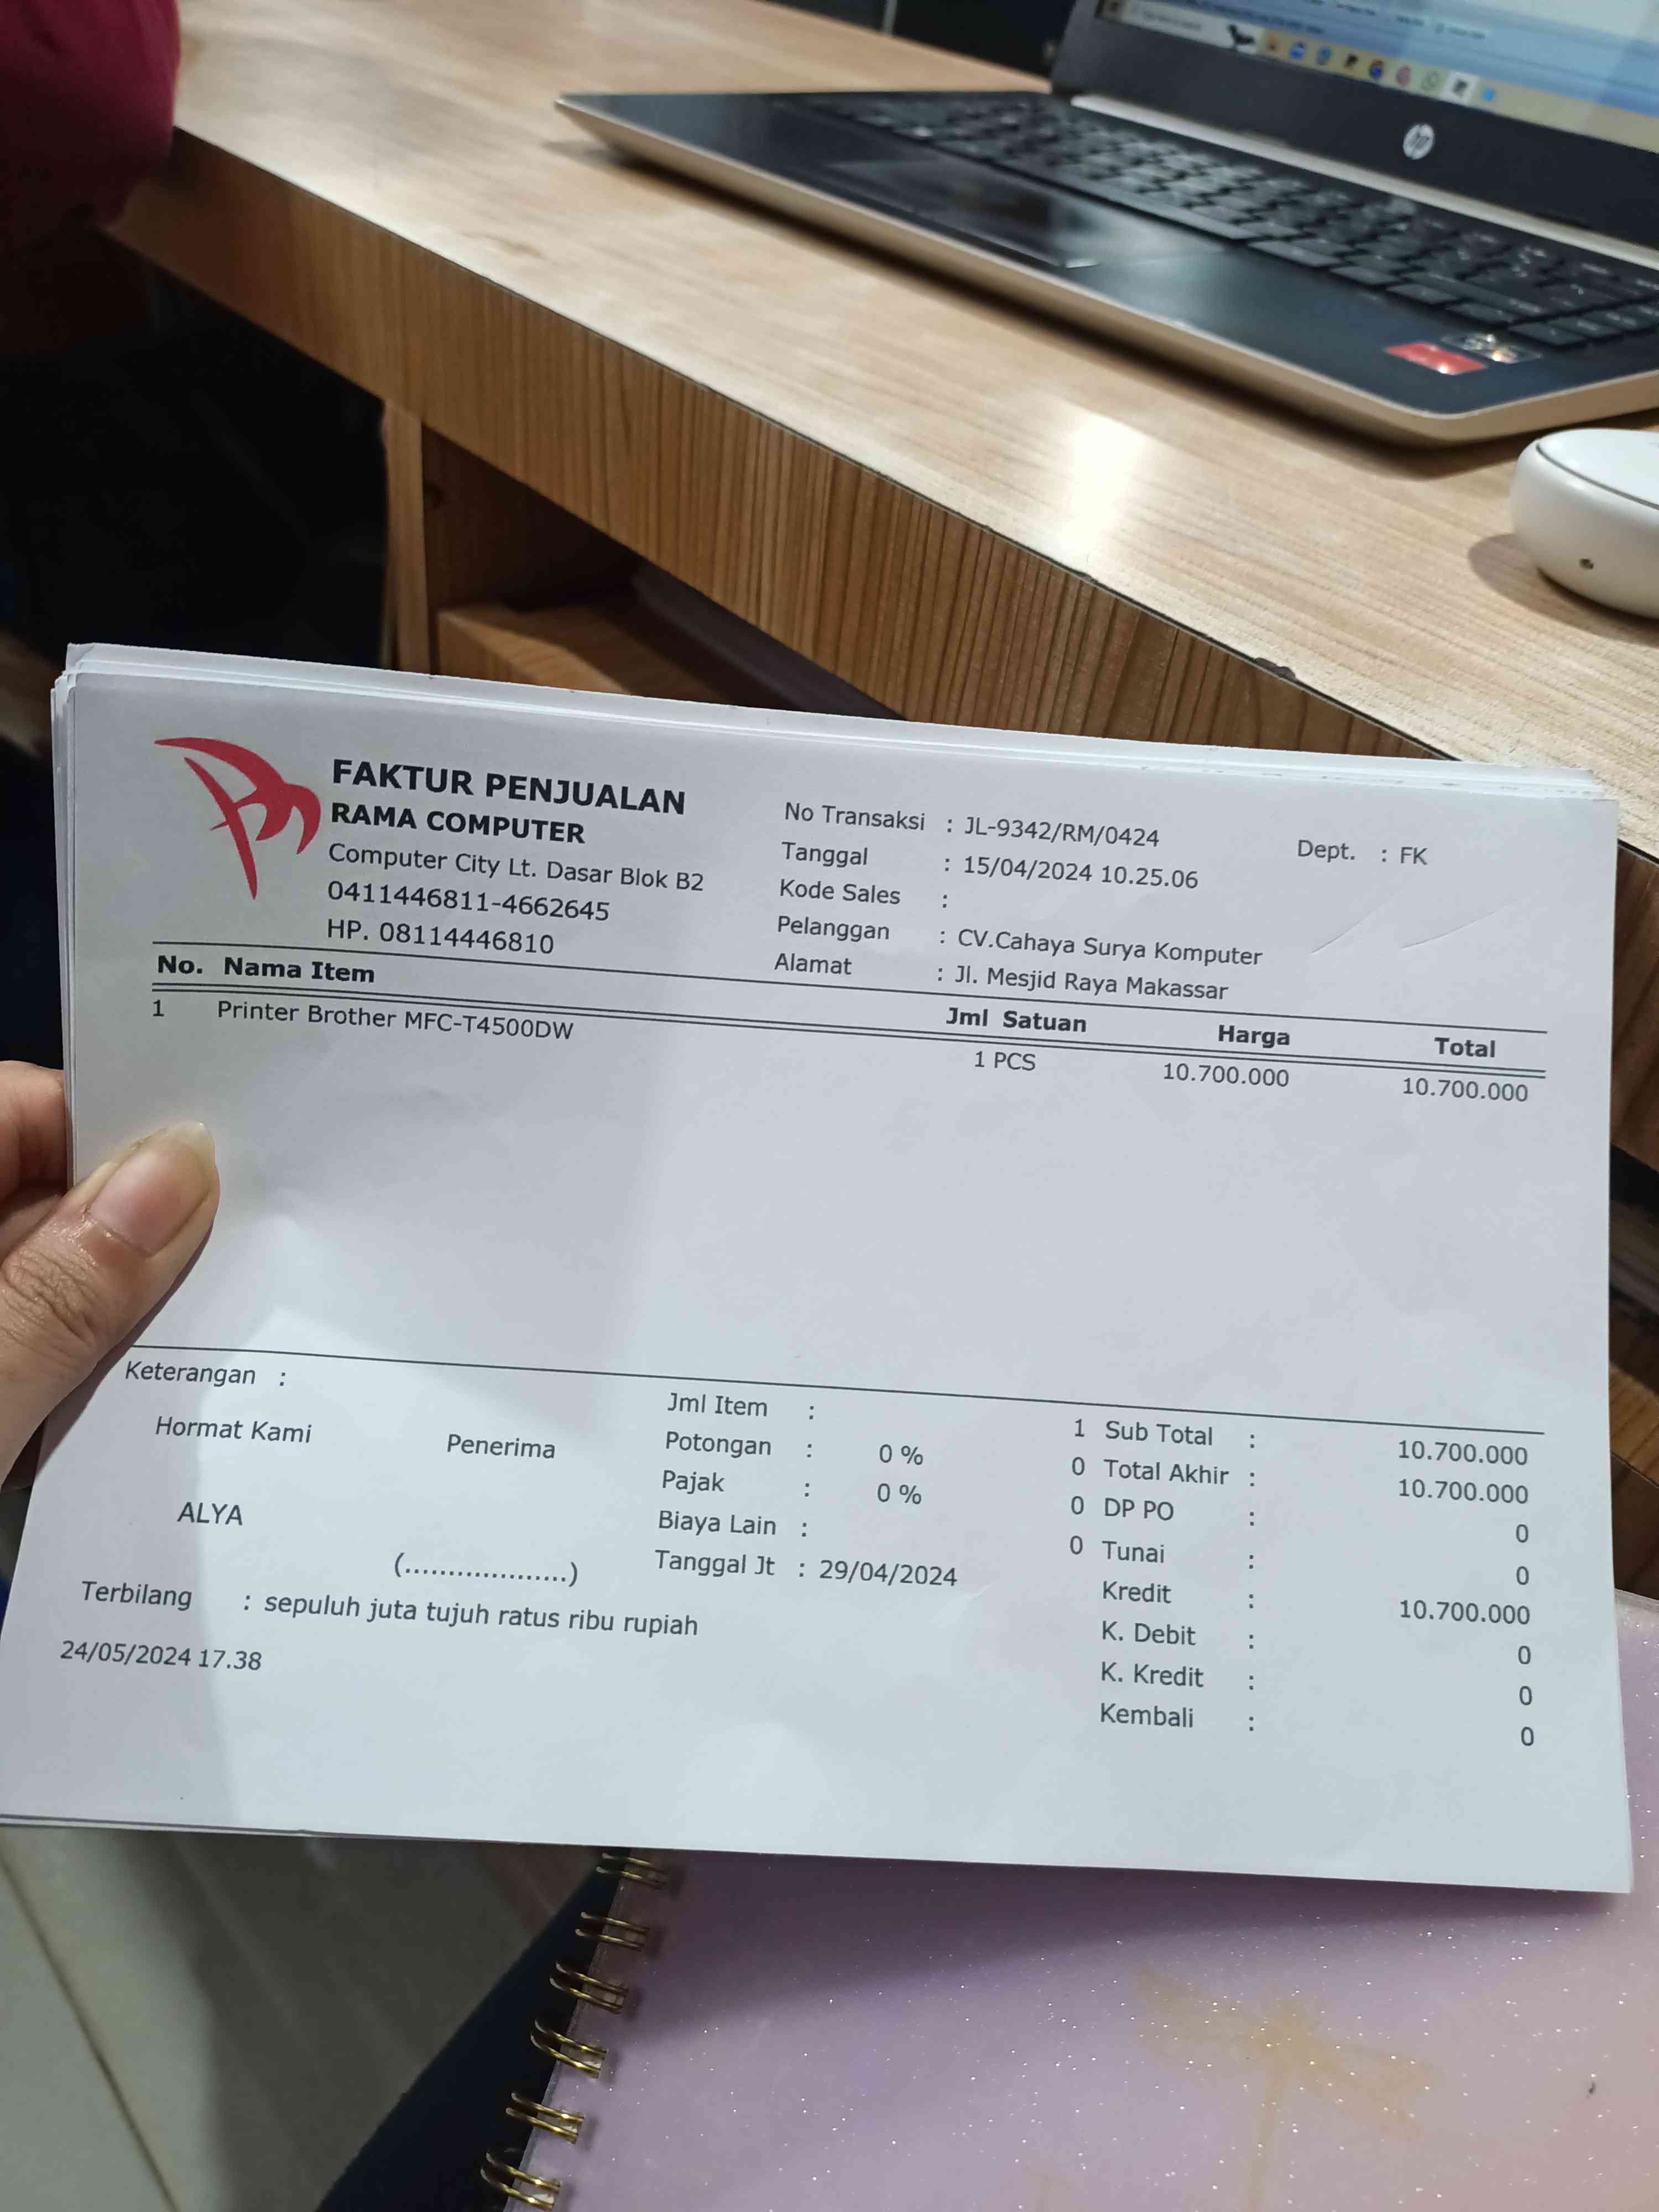 hp
FAKTUR PENJUALAN
RAMA COMPUTER
Computer City Lt. Dasar Blok B2
0411446811-4662645
HP. 08114446810
No Transaksi : JL-9342/RM/0424 Dept. : FK
Tanggal : 15/04/2024 10.25.06
Kode Sales :
Pelanggan : CV.Cahaya Surya Komputer
Alamat : Jl. Mesjid Raya Makassar
No. Nama Item Jml Satuan Harga Total
1 Printer Brother MFC-T4500DW 1 PCS 10.700.000 10.700.000
Keterangan :
Hormat Kami Penerima
ALYA
(...................)
Jml Item : 1
Potongan : 0 % 0
Pajak : 0 % 0
Biaya Lain : 0
Tanggal Jt : 29/04/2024
Sub Total : 10.700.000
Total Akhir : 10.700.000
DP PO : 0
Tunai : 0
Kredit : 10.700.000
K. Debit : 0
K. Kredit : 0
Kembali : 0
Terbilang : sepuluh juta tujuh ratus ribu rupiah
24/05/2024 17.38